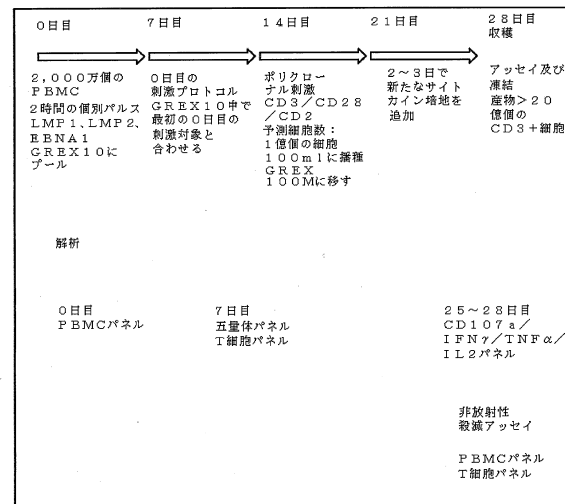 0日目
7日目
14日目
21日目
28日目
収穫
2,000万個の
PBMC
2時間の個別パルス
LMP1、LMP2、
EBNA1
GREX10に
プール
0日目の
刺激プロトコル
GREX10中で
最初の0日目の
刺激対象と
合わせる
ポリクロー
ナル刺激
CD3/CD28
/CD2
予測細胞数:
1億個の細胞
100mlに播種
GREX
100Mに移す
2~3日で
新たなサイト
カイン培地を
追加
アッセイ及び
凍結
産物>20
億個の
CD3+細胞
解析
0日目
PBMCパネル
7日目
五量体パネル
T細胞パネル
25~28日目
CD107a/
IFNγ/TNFα/
IL2パネル
非放射性
殺滅アッセイ
PBMCパネル
T細胞パネル